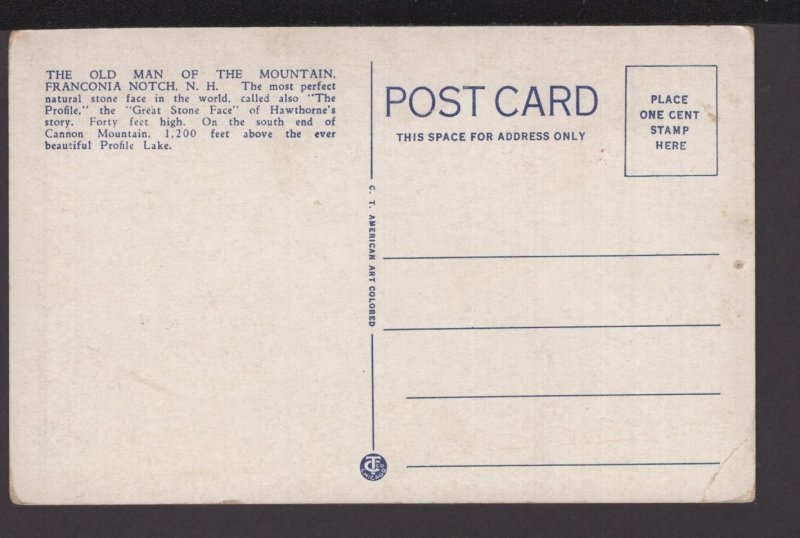 THE OLD MAN OF THE MOUNTAIN,
FRANCONIA NOTCH, N. H. The most perfect
natural stone face in the world, called also "The
Profile," the "Great Stone Face" of Hawthorne's
story. Forty feet high. On the south end of
Cannon Mountain. 1,200 feet above the ever
beautiful Profile Lake.
POST CARD
THIS SPACE FOR ADDRESS ONLY
PLACE
ONE CENT
STAMP
HERE
C. T. AMERICAN ART COLORED
CT CO
CHICAGO